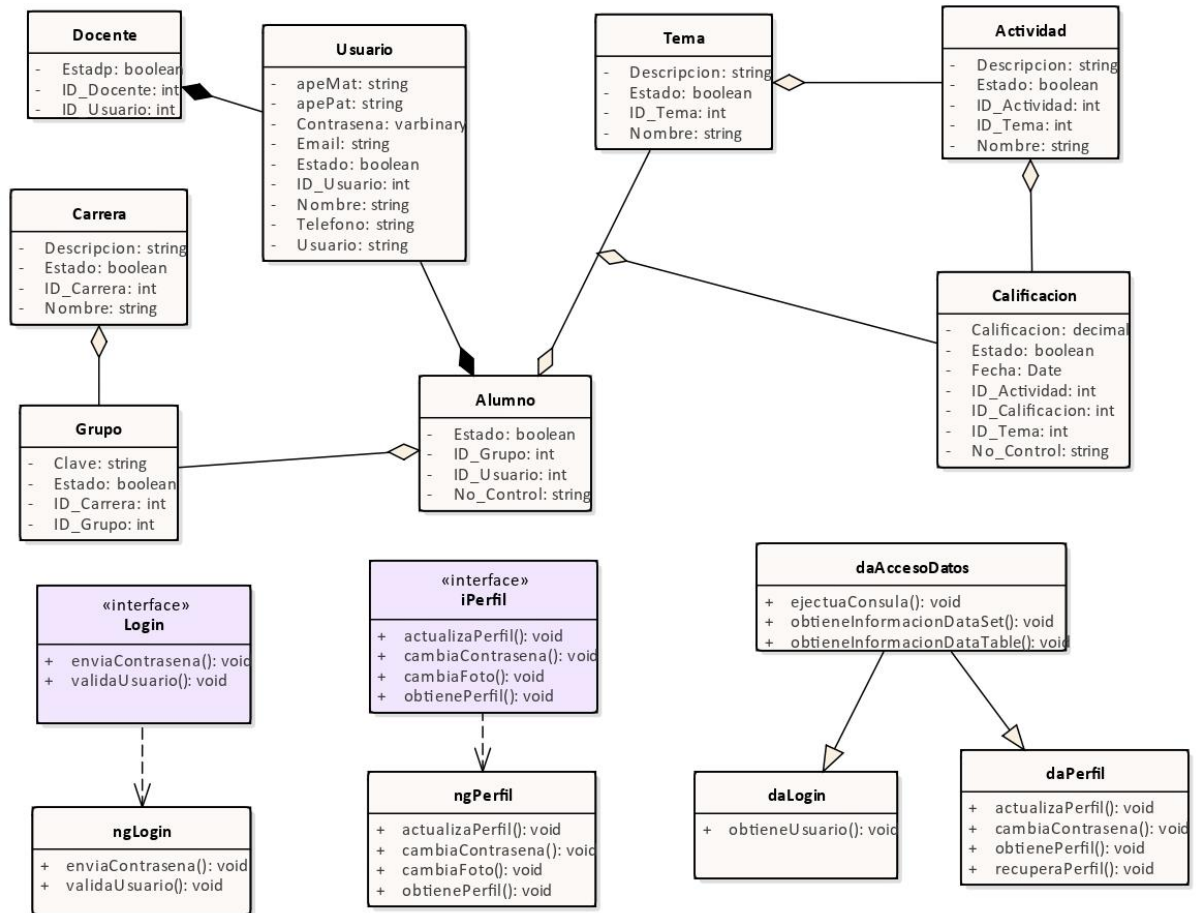 Docente
- Estadp: boolean
- ID_Docente: int
- ID_Usuario: int
Usuario
- apeMat: string
- apePat: string
- Contrasena: varbinary
- Email: string
- Estado: boolean
- ID_Usuario: int
- Nombre: string
- Telefono: string
- Usuario: string
Tema
- Descripcion: string
- Estado: boolean
- ID_Tema: int
- Nombre: string
Actividad
- Descripcion: string
- Estado: boolean
- ID_Actividad: int
- ID_Tema: int
- Nombre: string
Carrera
- Descripcion: string
- Estado: boolean
- ID_Carrera: int
- Nombre: string
Calificacion
- Calificacion: decimal
- Estado: boolean
- Fecha: Date
- ID_Actividad: int
- ID_Calificacion: int
- ID_Tema: int
- No_Control: string
Grupo
- Clave: string
- Estado: boolean
- ID_Carrera: int
- ID_Grupo: int
Alumno
- Estado: boolean
- ID_Grupo: int
- ID_Usuario: int
- No_Control: string
«interface»
Login
+ enviaContrasena(): void
+ validaUsuario(): void
«interface»
iPerfil
+ actualizaPerfil(): void
+ cambiaContrasena(): void
+ cambiaFoto(): void
+ obtienePerfil(): void
daAccesoDatos
+ ejectuaConsula(): void
+ obtieneInformacionDataSet(): void
+ obtieneInformacionDataTable(): void
ngLogin
+ enviaContrasena(): void
+ validaUsuario(): void
ngPerfil
+ actualizaPerfil(): void
+ cambiaContrasena(): void
+ cambiaFoto(): void
+ obtienePerfil(): void
daLogin
+ obtieneUsuario(): void
daPerfil
+ actualizaPerfil(): void
+ cambiaContrasena(): void
+ obtienePerfil(): void
+ recuperaPerfil(): void